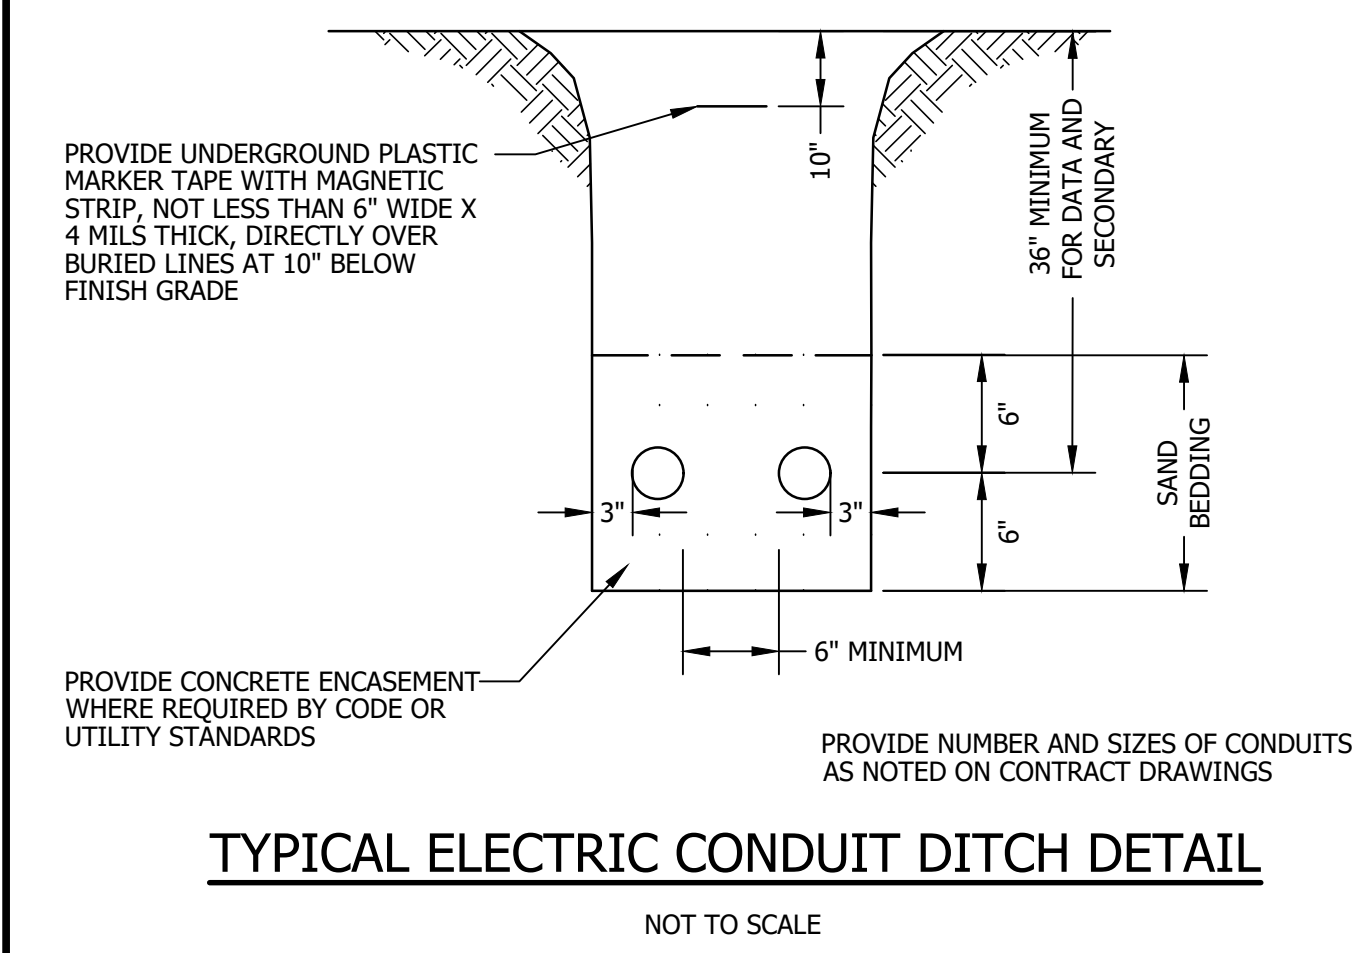 10"
36" MINIMUM
FOR DATA AND
SECONDARY
PROVIDE UNDERGROUND PLASTIC
MARKER TAPE WITH MAGNETIC
STRIP, NOT LESS THAN 6" WIDE X
4 MILS THICK, DIRECTLY OVER
BURIED LINES AT 10" BELOW
FINISH GRADE
6"
SAND
BEDDING
3"
3"
6"
6" MINIMUM
PROVIDE CONCRETE ENCASEMENT
WHERE REQUIRED BY CODE OR
UTILITY STANDARDS
PROVIDE NUMBER AND SIZES OF CONDUITS
AS NOTED ON CONTRACT DRAWINGS
TYPICAL ELECTRIC CONDUIT DITCH DETAIL
NOT TO SCALE